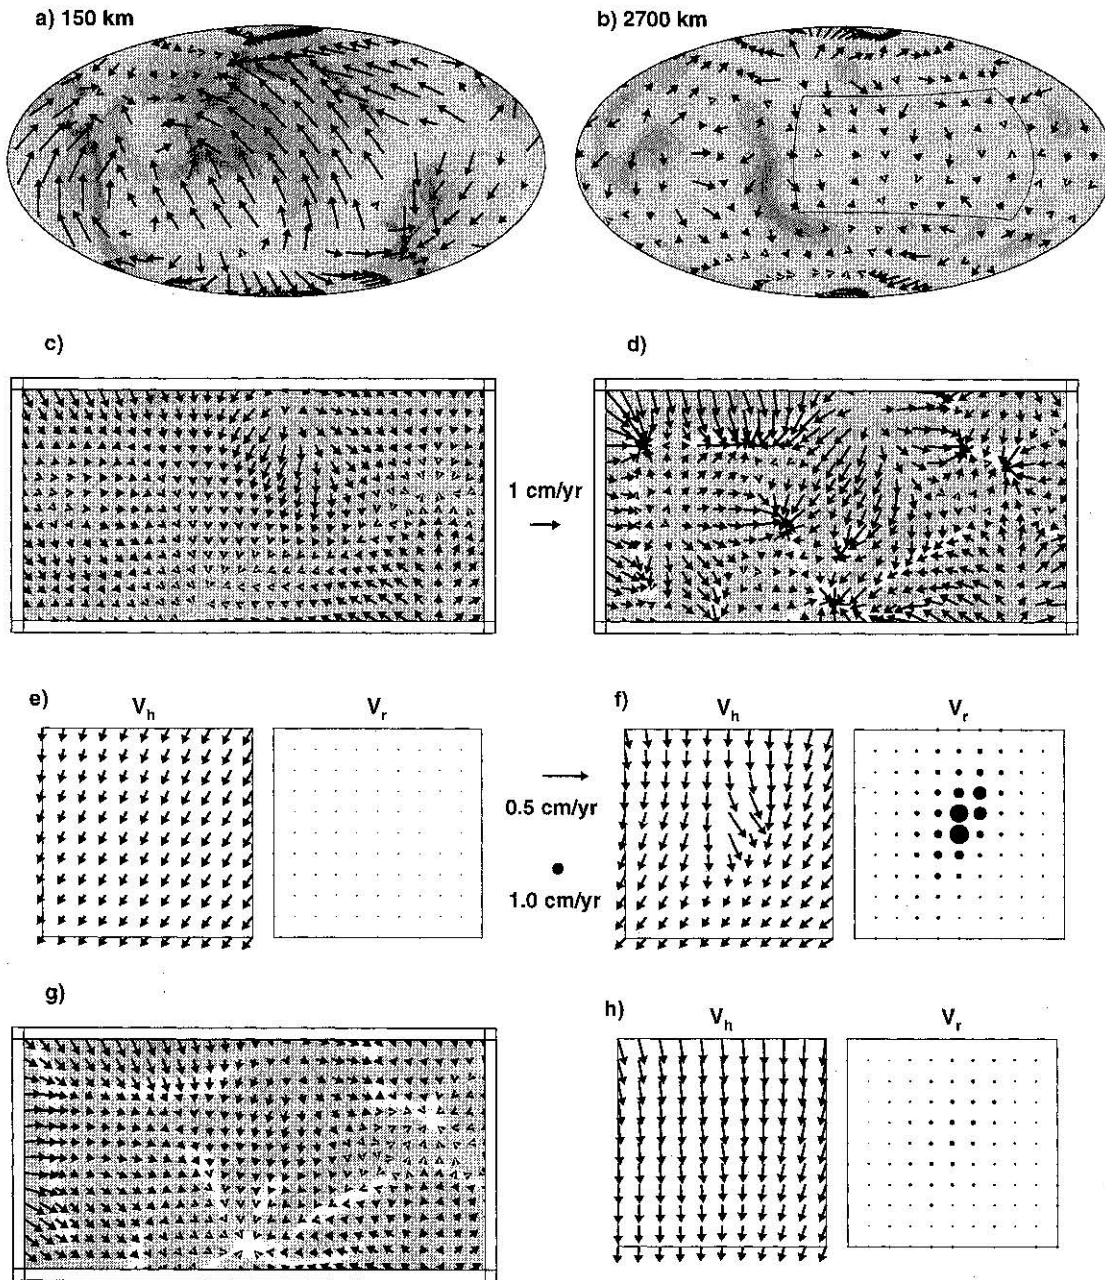 a) 150 km
b) 2700 km
c)
d)
1 cm/yr
e)
V_h
V_r
f)
V_h
V_r
0.5 cm/yr
1.0 cm/yr
g)
h)
V_h
V_r